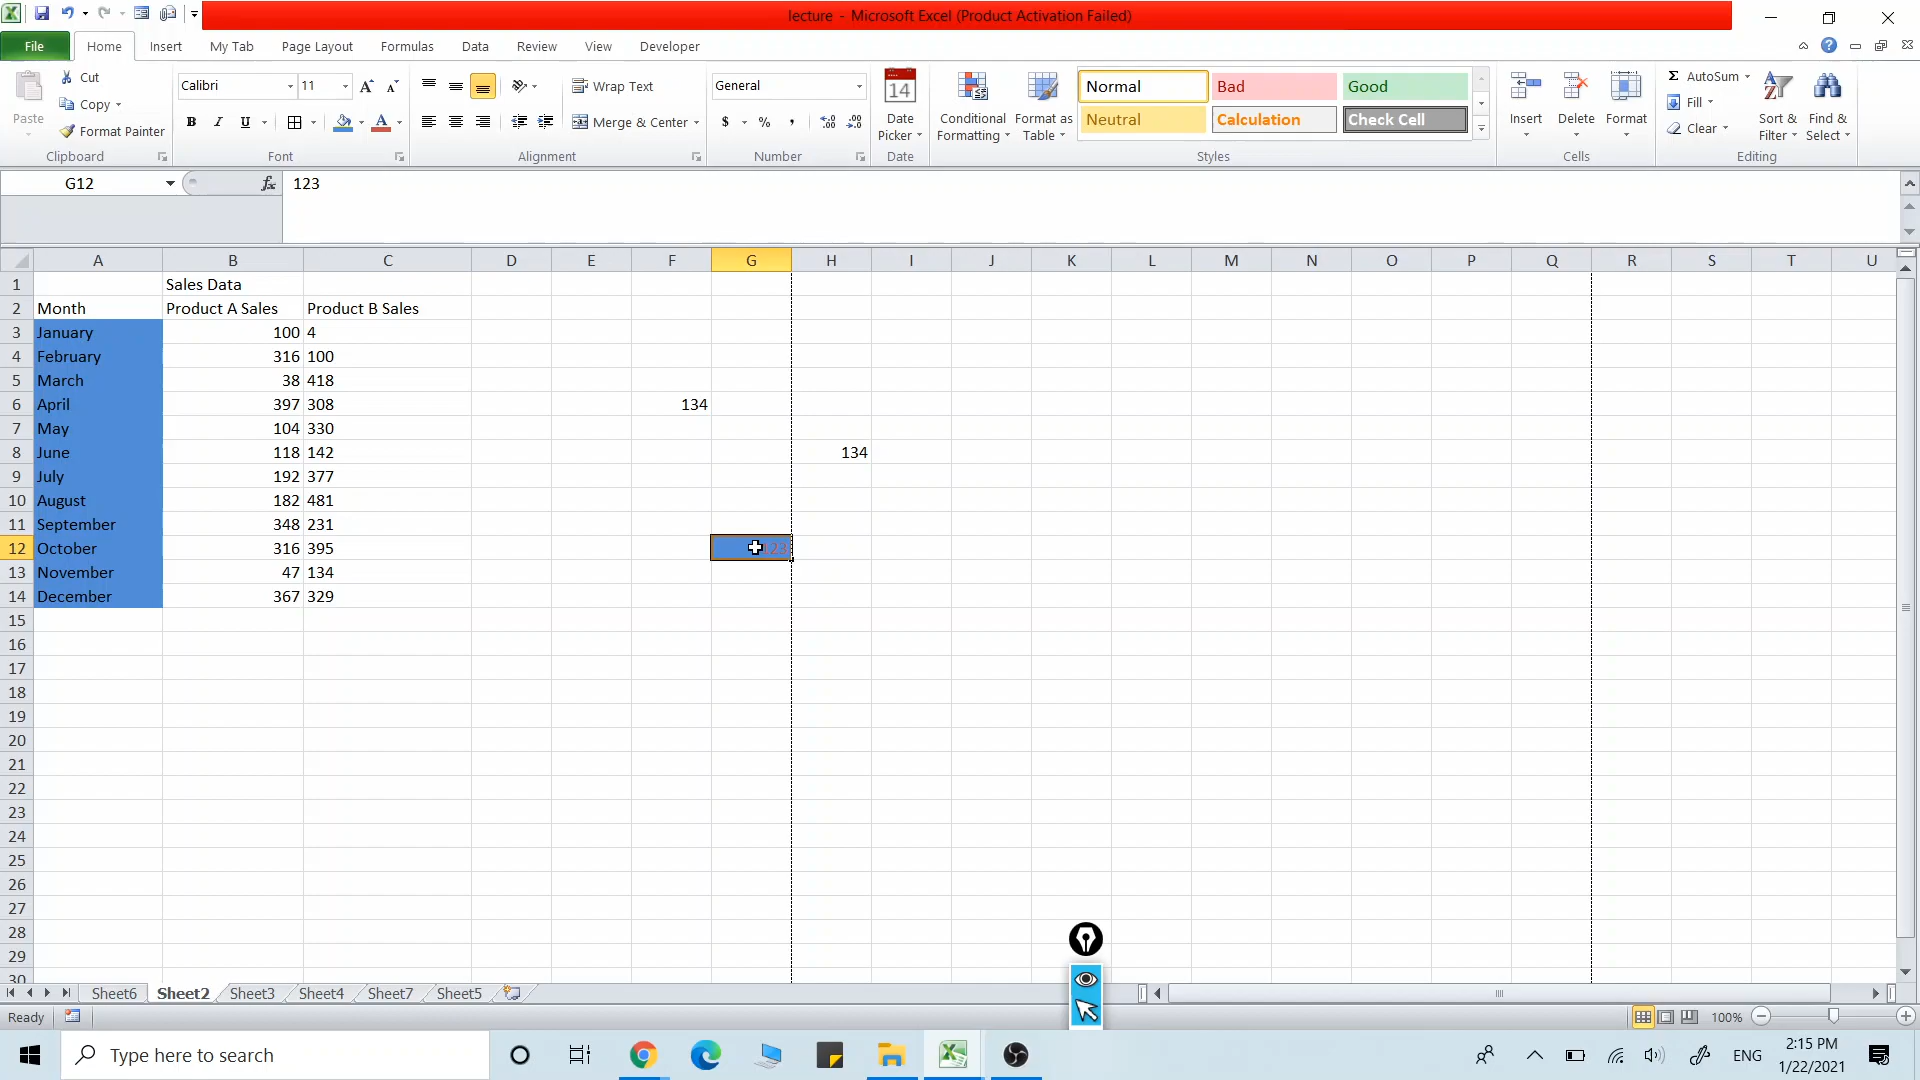 lecture - Microsoft Excel (Product Activation Failed)
File Home Insert My Tab Page Layout Formulas Data Review View Developer
Paste
Cut
Copy
Format Painter
Clipboard
Calibri 11
B I U
Font
Wrap Text
Merge & Center
Alignment
General
$ % ,
Number
14
Date Picker
Date
Conditional Formatting
Format as Table
Normal Bad Good
Neutral Calculation Check Cell
Styles
Insert Delete Format
Cells
AutoSum
Fill
Clear
Sort & Filter
Find & Select
Editing
G12 fx 123
A B C D E F G H I J K L M N O P Q R S T U
1 Sales Data
2 Month Product A Sales Product B Sales
3 January 100 4
4 February 316 100
5 March 38 418
6 April 397 308 134
7 May 104 330
8 June 118 142 134
9 July 192 377
10 August 182 481
11 September 348 231
12 October 316 395 123
13 November 47 134
14 December 367 329
15
16
17
18
19
20
21
22
23
24
25
26
27
28
29
30
Sheet6 Sheet2 Sheet3 Sheet4 Sheet7 Sheet5
Ready 100%
Type here to search
ENG
2:15 PM
1/22/2021